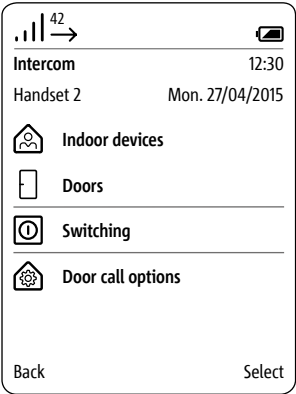 42
Intercom 12:30
Handset 2 Mon. 27/04/2015
Indoor devices
Doors
Switching
Door call options
Back Select